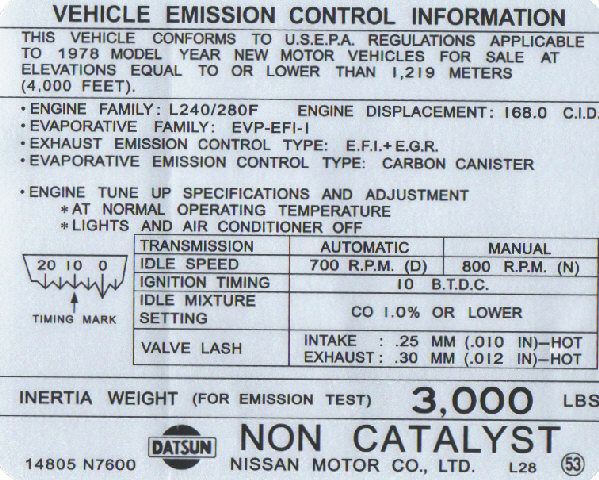 VEHICLE EMISSION CONTROL INFORMATION
THIS VEHICLE CONFORMS TO U.S.E.P.A. REGULATIONS APPLICABLE
TO 1978 MODEL YEAR NEW MOTOR VEHICLES FOR SALE AT
ELEVATIONS EQUAL TO OR LOWER THAN 1,219 METERS
(4,000 FEET).
• ENGINE FAMILY: L240/280F ENGINE DISPLACEMENT: 168.0 C.I.D.
• EVAPORATIVE FAMILY: EVP-EFI-I
• EXHAUST EMISSION CONTROL TYPE: E.F.I.+E.G.R.
• EVAPORATIVE EMISSION CONTROL TYPE: CARBON CANISTER
• ENGINE TUNE UP SPECIFICATIONS AND ADJUSTMENT
*AT NORMAL OPERATING TEMPERATURE
*LIGHTS AND AIR CONDITIONER OFF
20 10 0
TIMING MARK
TRANSMISSION AUTOMATIC MANUAL
IDLE SPEED 700 R.P.M. (D) 800 R.P.M. (N)
IGNITION TIMING 10 B.T.D.C.
IDLE MIXTURE
SETTING CO 1.0% OR LOWER
VALVE LASH INTAKE : .25 MM (.010 IN)—HOT
EXHAUST: .30 MM (.012 IN)—HOT
INERTIA WEIGHT (FOR EMISSION TEST) 3,000 LBS
DATSUN NON CATALYST
14805 N7600 NISSAN MOTOR CO., LTD. L28 53